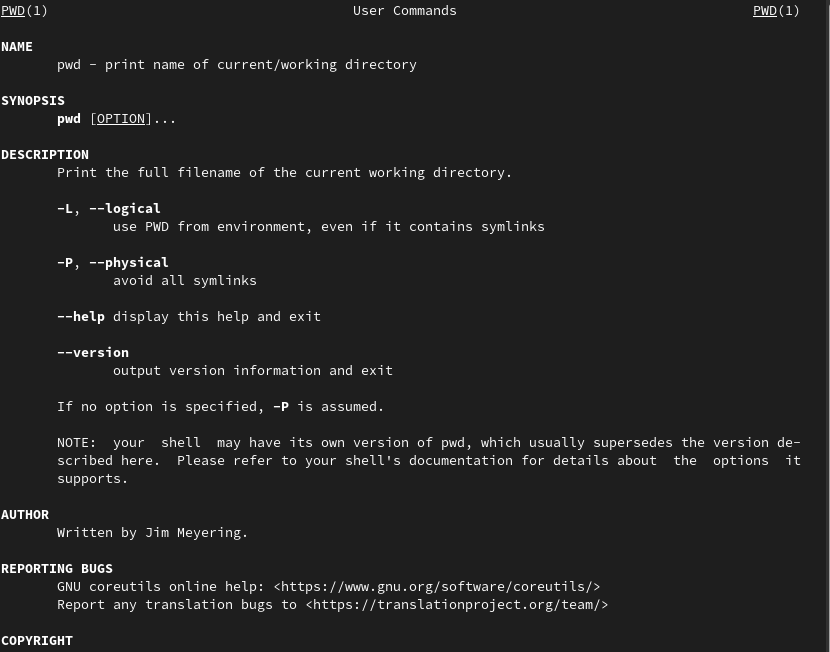 PWD(1) User Commands PWD(1)
NAME
pwd - print name of current/working directory
SYNOPSIS
pwd [OPTION]...
DESCRIPTION
Print the full filename of the current working directory.
-L, --logical
use PWD from environment, even if it contains symlinks
-P, --physical
avoid all symlinks
--help display this help and exit
--version
output version information and exit
If no option is specified, -P is assumed.
NOTE: your shell may have its own version of pwd, which usually supersedes the version de-
scribed here. Please refer to your shell's documentation for details about the options it
supports.
AUTHOR
Written by Jim Meyering.
REPORTING BUGS
GNU coreutils online help: <https://www.gnu.org/software/coreutils/>
Report any translation bugs to <https://translationproject.org/team/>
COPYRIGHT